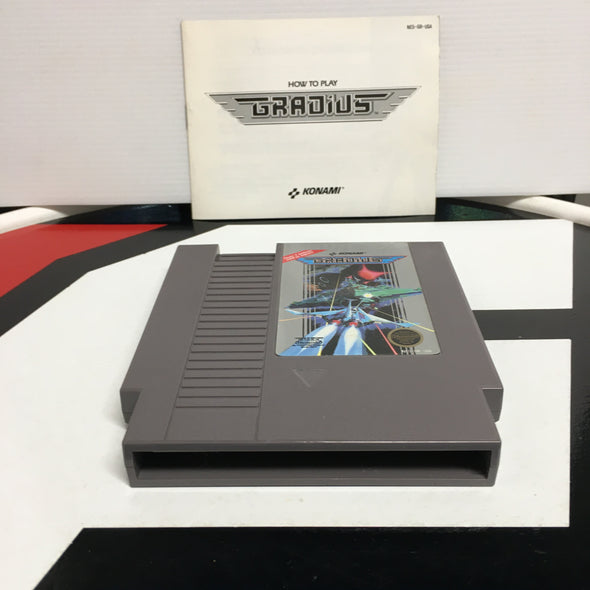 NES-GR-USA
HOW TO PLAY
GRADIUS
KONAMI
KONAMI
GRADIUS